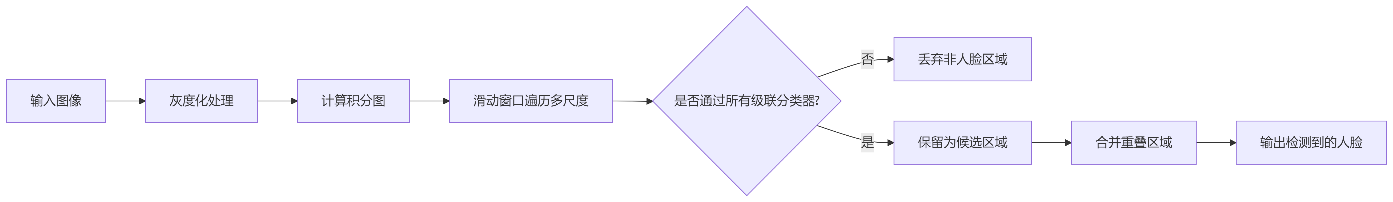 输入图像
灰度化处理
计算积分图
滑动窗口遍历多尺度
是否通过所有级联分类器?
否
丢弃非人脸区域
是
保留为候选区域
合并重叠区域
输出检测到的人脸